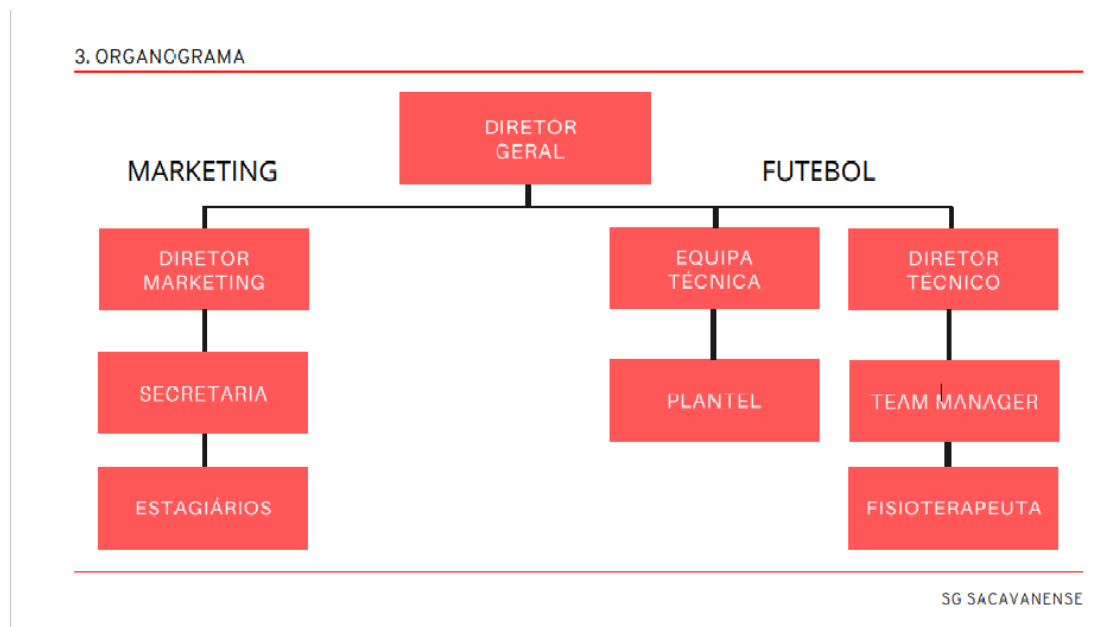 3. ORGANOGRAMA
DIRETOR
GERAL
MARKETING
FUTEBOL
DIRETOR
MARKETING
EQUIPA
TÉCNICA
DIRETOR
TÉCNICO
SECRETARIA
PLANTEL
TEAM MANAGER
ESTAGIÁRIOS
FISIOTERAPEUTA
SG SACAVANENSE